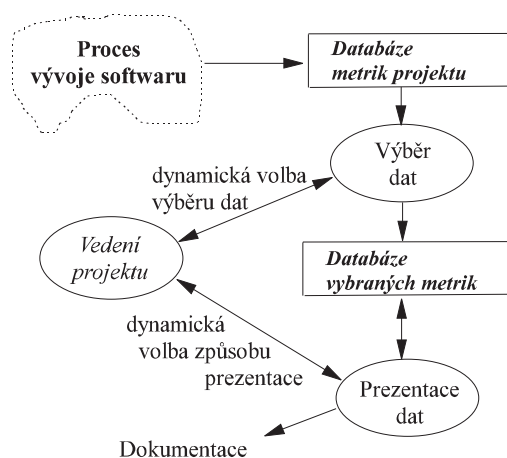 Proces
vývoje softwaru
Databáze
metrik projektu
Výběr
dat
dynamická volba
výběru dat
Vedení
projektu
Databáze
vybraných metrik
dynamická
volba způsobu
prezentace
Prezentace
dat
Dokumentace